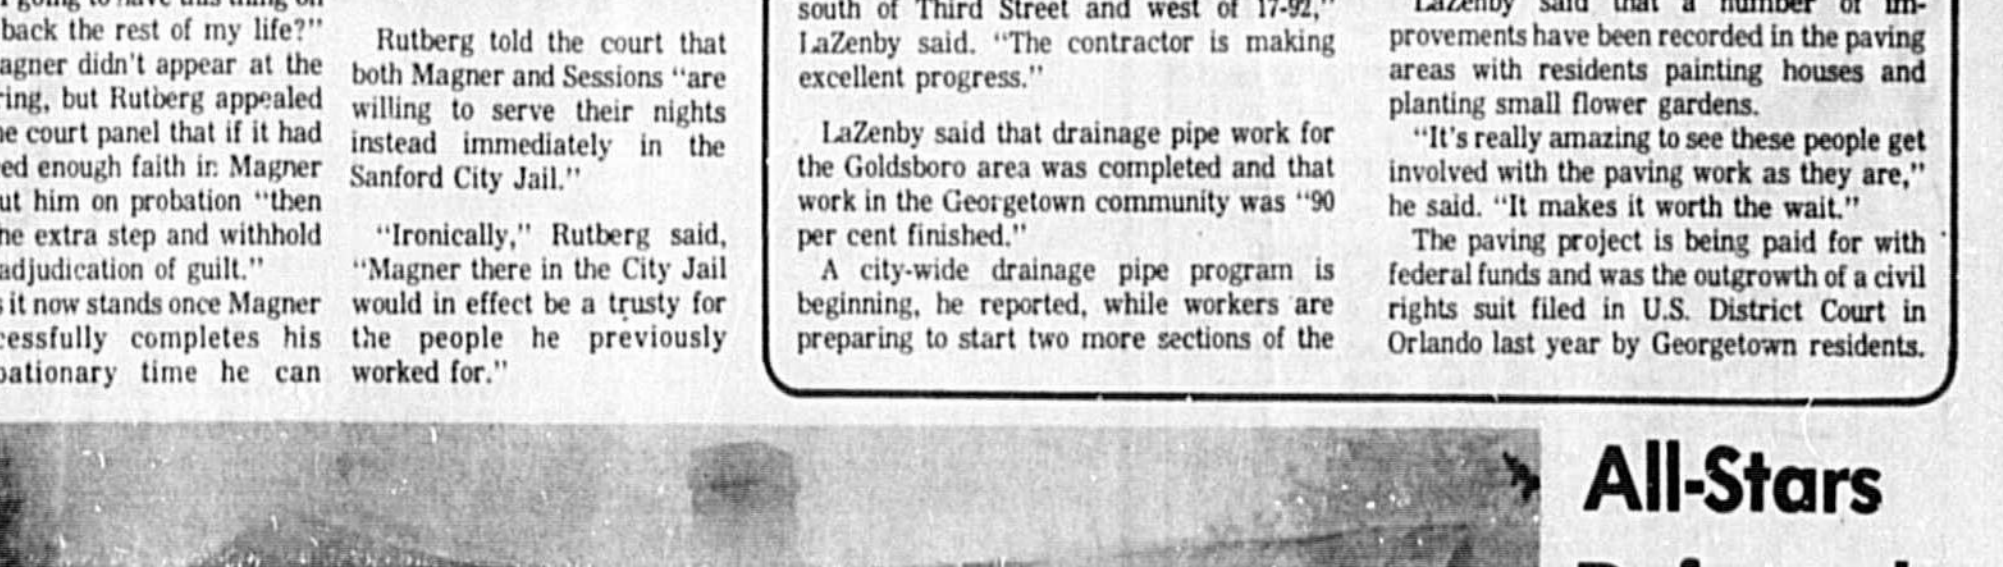 back the rest of my life?"
agner didn't appear at the
ring, but Rutberg appealed
e court panel that if it had
ed enough faith in Magner
ut him on probation "then
he extra step and withhold
adjudication of guilt."
s it now stands once Magner
cessfully completes his
bationary time he can
Rutberg told the court that
both Magner and Sessions "are
willing to serve their nights
instead immediately in the
Sanford City Jail."
"Ironically," Rutberg said,
"Magner there in the City Jail
would in effect be a trusty for
the people he previously
worked for."
south of Third Street and west of 17-92,"
LaZenby said. "The contractor is making
excellent progress."
LaZenby said that drainage pipe work for
the Goldsboro area was completed and that
work in the Georgetown community was "90
per cent finished."
A city-wide drainage pipe program is
beginning, he reported, while workers are
preparing to start two more sections of the
LaZenby said that a number of im-
provements have been recorded in the paving
areas with residents painting houses and
planting small flower gardens.
"It's really amazing to see these people get
involved with the paving work as they are,"
he said. "It makes it worth the wait."
The paving project is being paid for with
federal funds and was the outgrowth of a civil
rights suit filed in U.S. District Court in
Orlando last year by Georgetown residents.
All-Stars